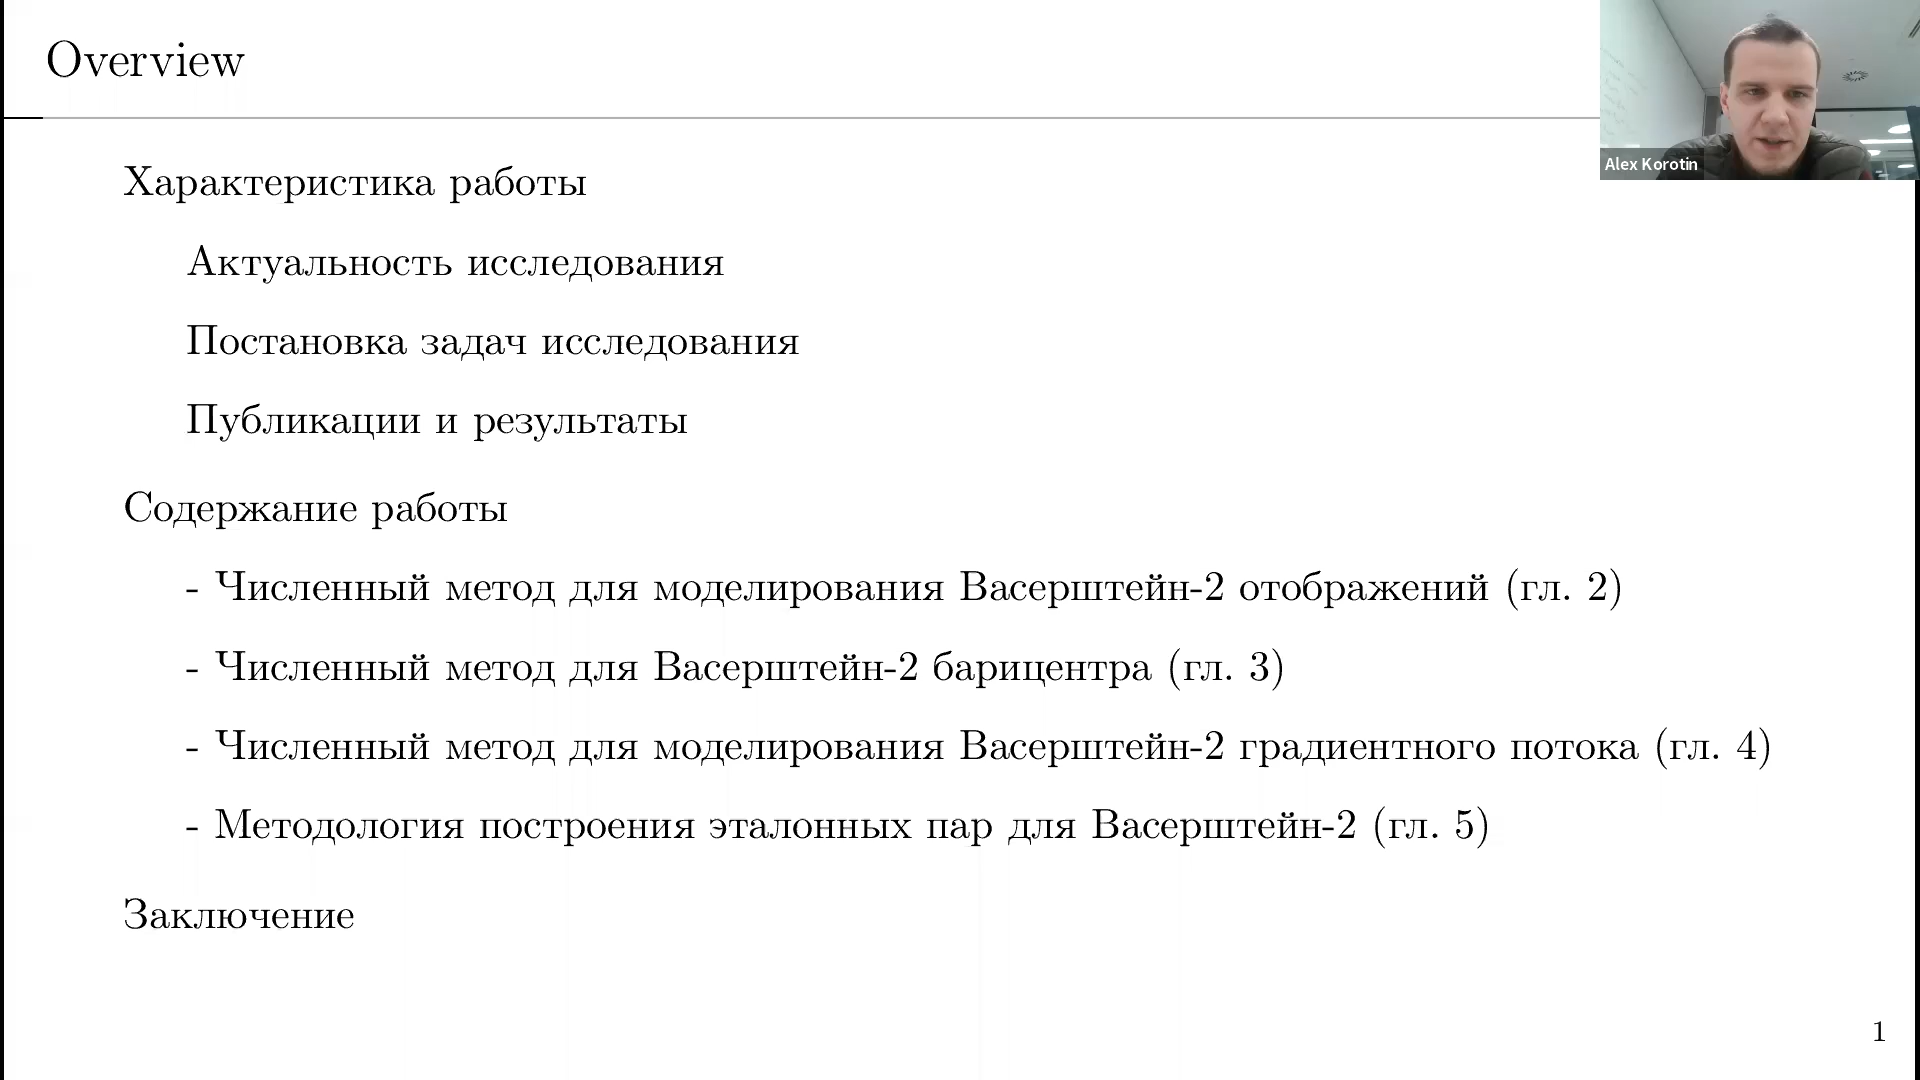 Overview
Alex Korotin
Характеристика работы
Актуальность исследования
Постановка задач исследования
Публикации и результаты
Содержание работы
- Численный метод для моделирования Васерштейн-2 отображений (гл. 2)
- Численный метод для Васерштейн-2 барицентра (гл. 3)
- Численный метод для моделирования Васерштейн-2 градиентного потока (гл. 4)
- Методология построения эталонных пар для Васерштейн-2 (гл. 5)
Заключение
1